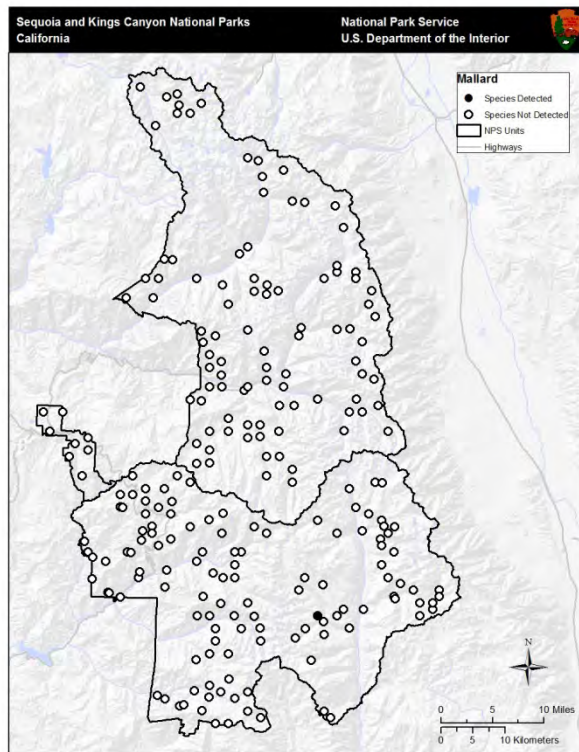 Sequoia and Kings Canyon National Parks
California
National Park Service
U.S. Department of the Interior
Mallard
Species Detected
Species Not Detected
NPS Units
Highways
N
0 5 10 Miles
0 5 10 Kilometers